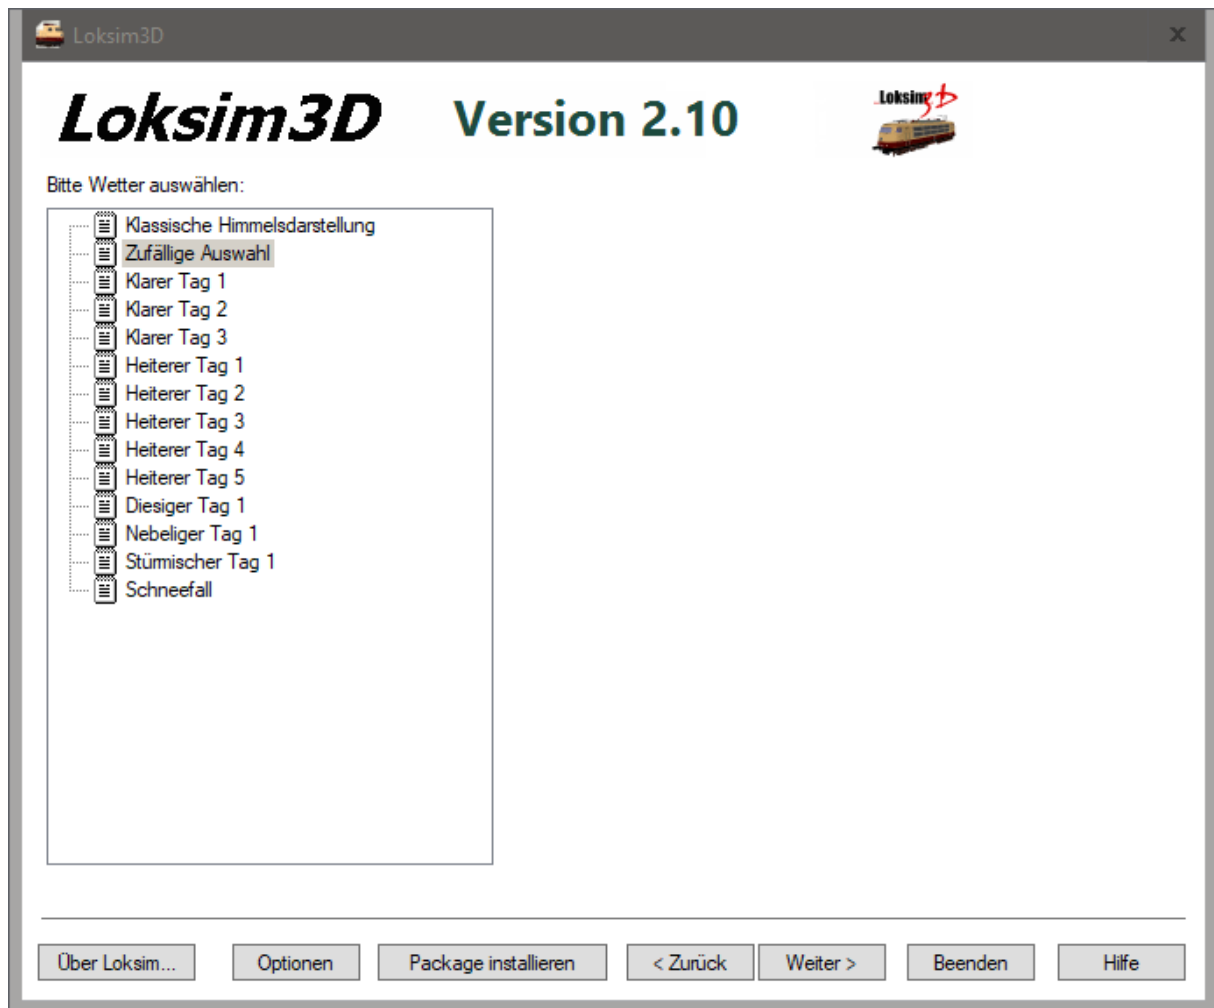 Loksim3D
x
Loksim3D Version 2.10
Loksim3D
Bitte Wetter auswählen:
Klassische Himmelsdarstellung
Zufällige Auswahl
Klarer Tag 1
Klarer Tag 2
Klarer Tag 3
Heiterer Tag 1
Heiterer Tag 2
Heiterer Tag 3
Heiterer Tag 4
Heiterer Tag 5
Diesiger Tag 1
Nebeliger Tag 1
Stürmischer Tag 1
Schneefall
Über Loksim... Optionen Package installieren < Zurück Weiter > Beenden Hilfe